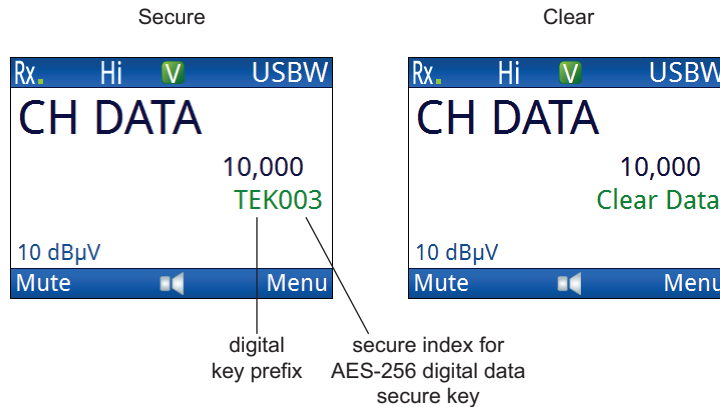 Secure
Clear
Rx. Hi V USBW
CH DATA
10,000
TEK003
10 dBµV
Mute Menu
Rx. Hi V USBW
CH DATA
10,000
Clear Data
10 dBµV
Mute Menu
digital
key prefix
secure index for
AES-256 digital data
secure key